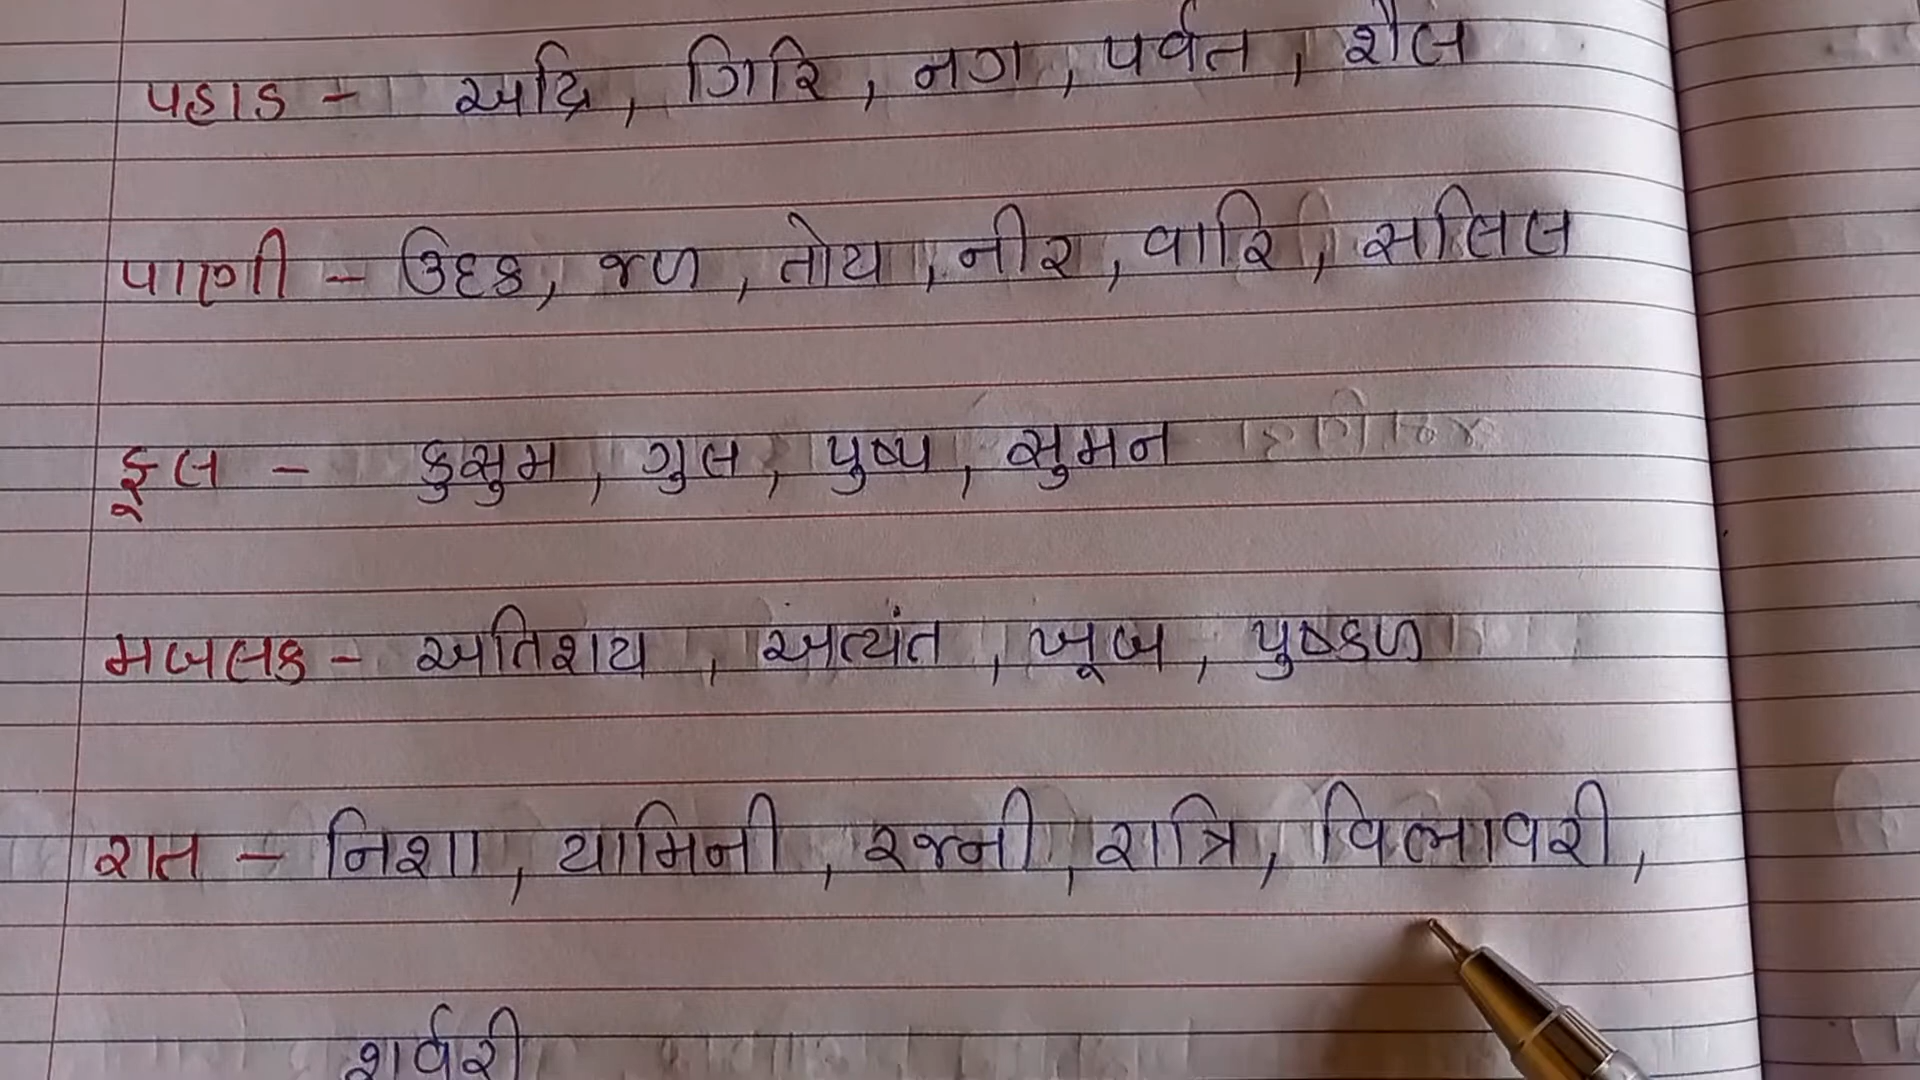 પહાડ - અદ્રિ, ગિરિ, નગ, પર્વત, શૈલ
પાણી - ઉદક, જળ, તોય, નીર, વારિ, સલિલ
ફૂલ - કુસુમ, ગુલ, પુષ્પ, સુમન
મબલક - અતિશય, અત્યંત, ખૂબ, પુષ્કળ
રાત - નિશા, યામિની, રજની, રાત્રિ, વિભાવરી,
શર્વરી